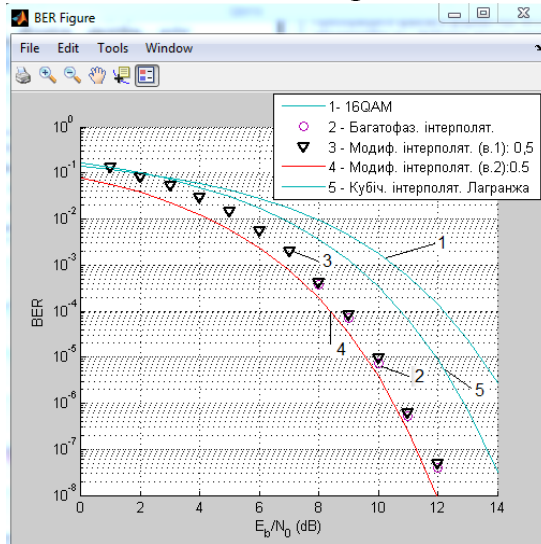 BER Figure
File Edit Tools Window
1- 16QAM
2 - Багатофаз. інтерполят.
3 - Модиф. інтерполят. (в.1): 0,5
4 - Модиф. інтерполят. (в.2):0.5
5 - Кубіч. інтерполят. Лагранжа
10^0
10^-1
10^-2
10^-3
10^-4
10^-5
10^-6
10^-7
10^-8
BER
1
3
4
2
5
0 2 4 6 8 10 12 14
E_b/N_0 (dB)